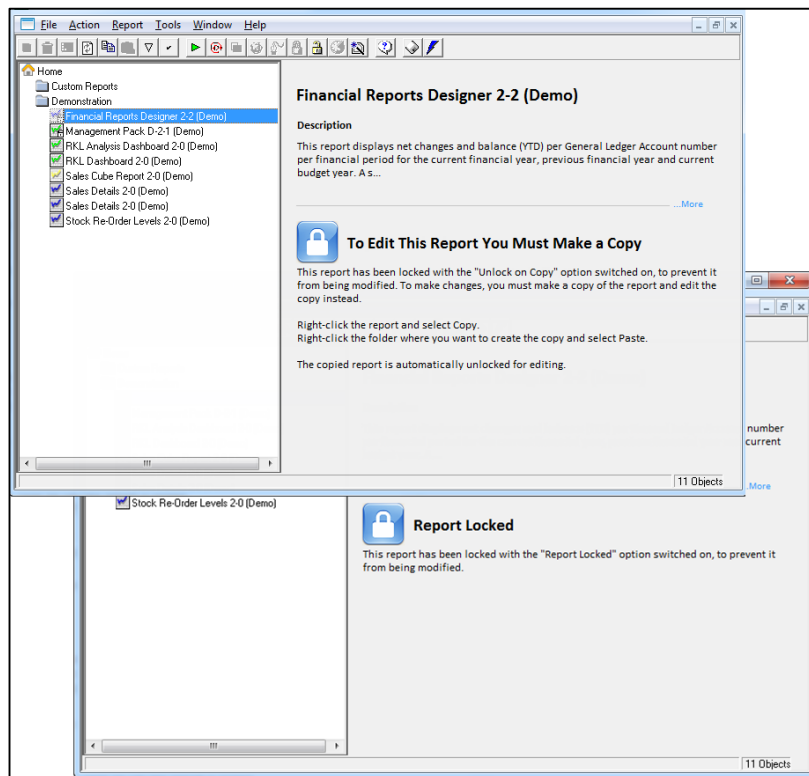 File Action Report Tools Window Help
Home
Custom Reports
Demonstration
Financial Reports Designer 2-2 (Demo)
Management Pack D-2-1 (Demo)
RKL Analysis Dashboard 2-0 (Demo)
RKL Dashboard 2-0 (Demo)
Sales Cube Report 2-0 (Demo)
Sales Details 2-0 (Demo)
Sales Details 2-0 (Demo)
Stock Re-Order Levels 2-0 (Demo)
Financial Reports Designer 2-2 (Demo)
Description
This report displays net changes and balance (YTD) per General Ledger Account number
per financial period for the current financial year, previous financial year and current
budget year. A s...
...More
To Edit This Report You Must Make a Copy
This report has been locked with the "Unlock on Copy" option switched on, to prevent it
from being modified. To make changes, you must make a copy of the report and edit the
copy instead.
Right-click the report and select Copy.
Right-click the folder where you want to create the copy and select Paste.
The copied report is automatically unlocked for editing.
11 Objects
number
current
.More
Stock Re-Order Levels 2-0 (Demo)
Report Locked
This report has been locked with the "Report Locked" option switched on, to prevent it
from being modified.
11 Objects